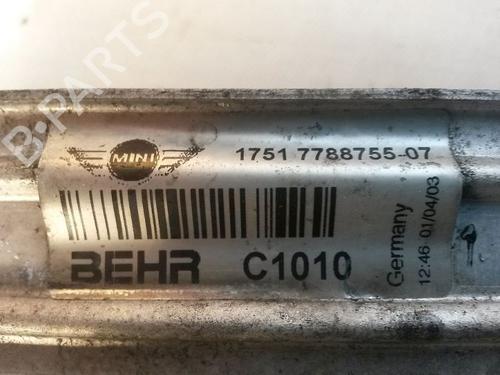 B-PARTS
MINI
1751 7788755-07
BEHR C1010
Germany
12:46 01/04/03